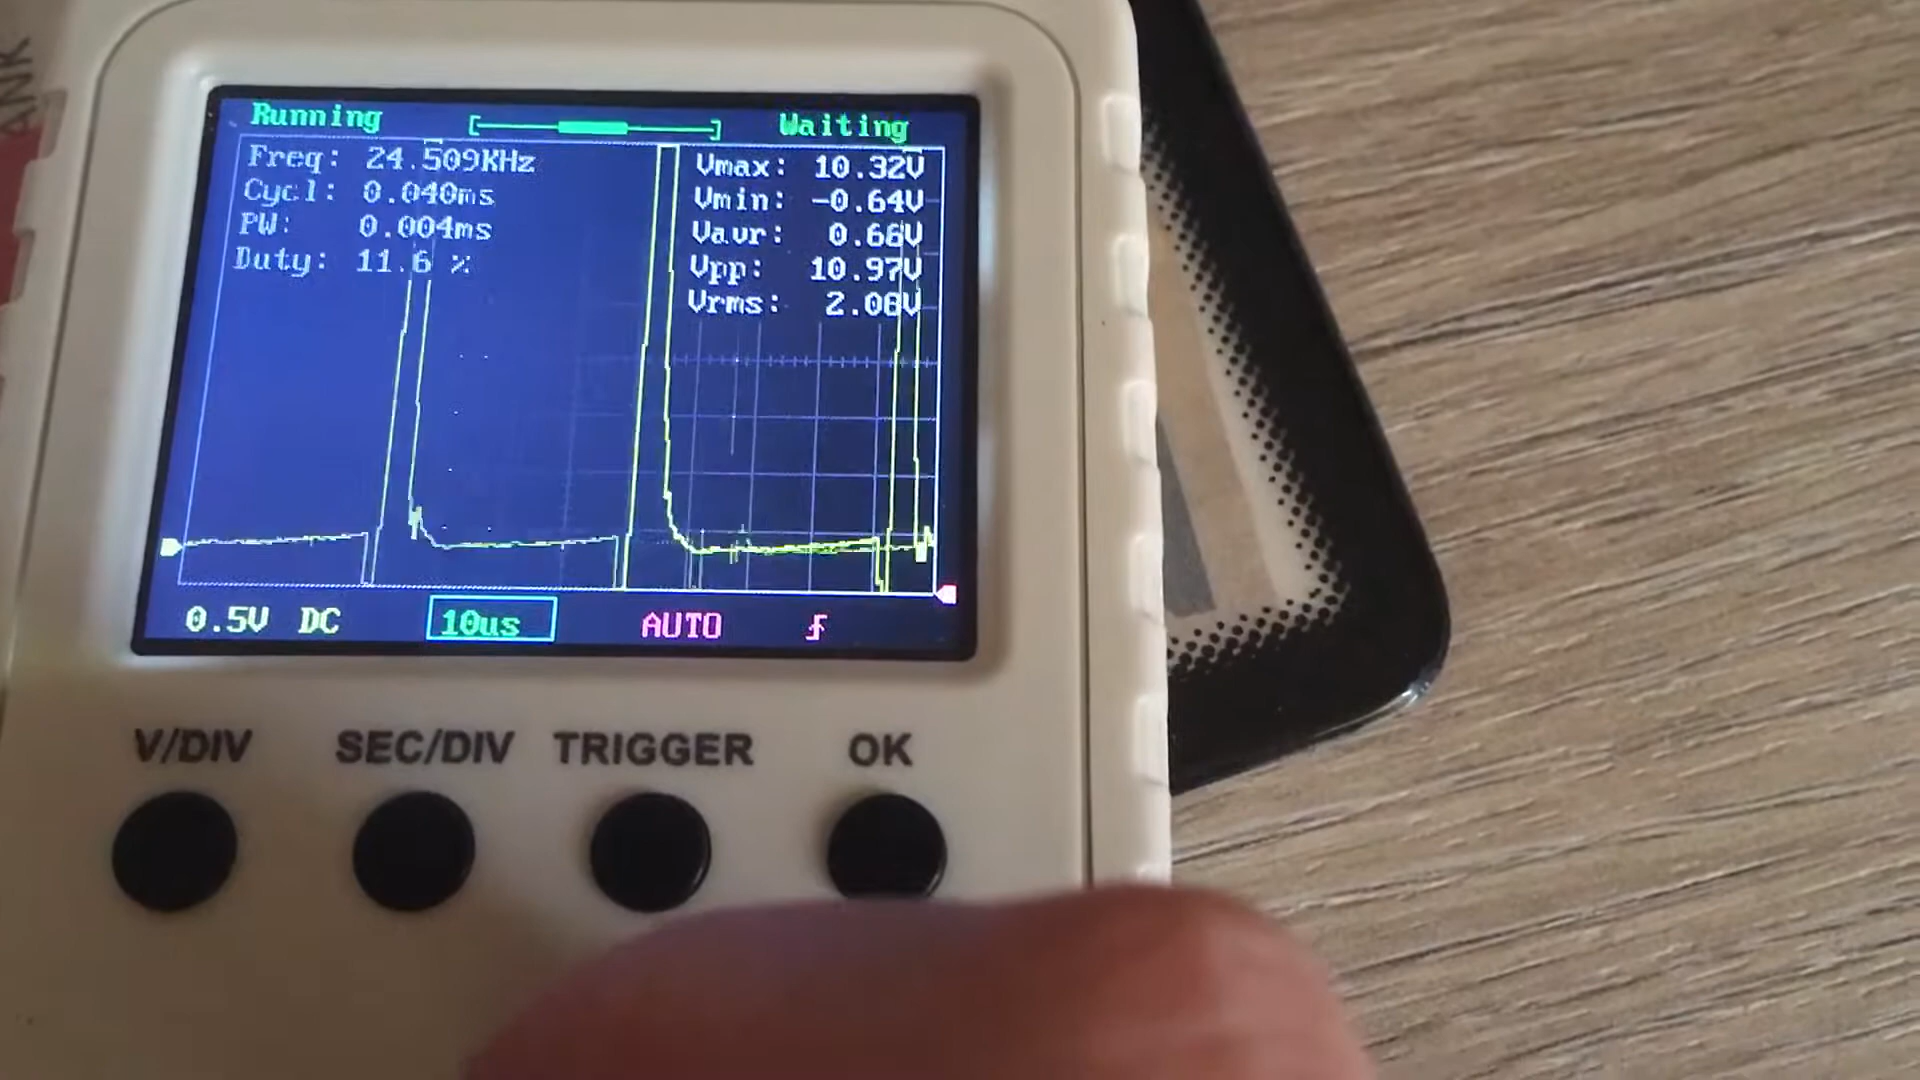 Running Waiting
Freq: 24.509KHz
Cycl: 0.040ms
PW: 0.004ms
Duty: 11.6 %
Vmax: 10.32V
Vmin: -0.64V
Vavr: 0.66V
Vpp: 10.97V
Vrms: 2.08V
0.5V DC 10us AUTO
V/DIV SEC/DIV TRIGGER OK